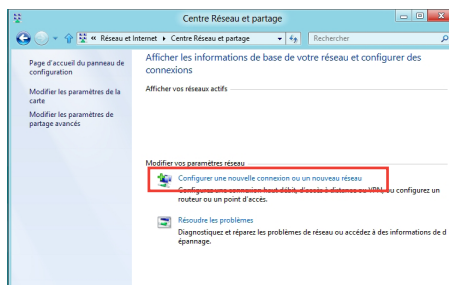 Centre Réseau et partage
« Réseau et Internet ▸ Centre Réseau et partage
Rechercher
Page d'accueil du panneau de
configuration
Modifier les paramètres de la
carte
Modifier les paramètres de
partage avancés
Afficher les informations de base de votre réseau et configurer des
connexions
Afficher vos réseaux actifs
Modifier vos paramètres réseau
Configurer une nouvelle connexion ou un nouveau réseau
Configurez une connexion haut débit, d'accès à distance ou VPN, ou configurez un
routeur ou un point d'accès.
Résoudre les problèmes
Diagnostiquez et réparez les problèmes de réseau ou accédez à des informations de d
épannage.